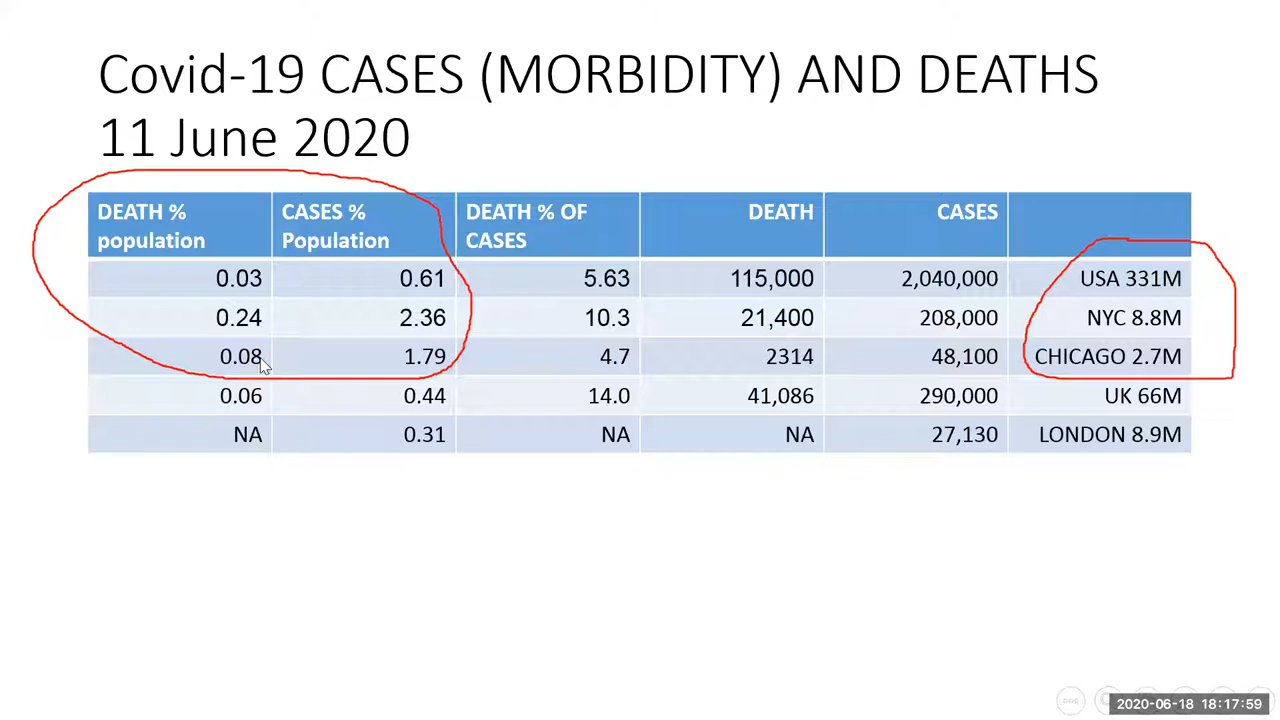 Covid-19 CASES (MORBIDITY) AND DEATHS
11 June 2020
DEATH % population CASES % Population DEATH % OF CASES DEATH CASES
0.03 0.61 5.63 115,000 2,040,000 USA 331M
0.24 2.36 10.3 21,400 208,000 NYC 8.8M
0.08 1.79 4.7 2314 48,100 CHICAGO 2.7M
0.06 0.44 14.0 41,086 290,000 UK 66M
NA 0.31 NA NA 27,130 LONDON 8.9M
2020-06-18 18:17:59